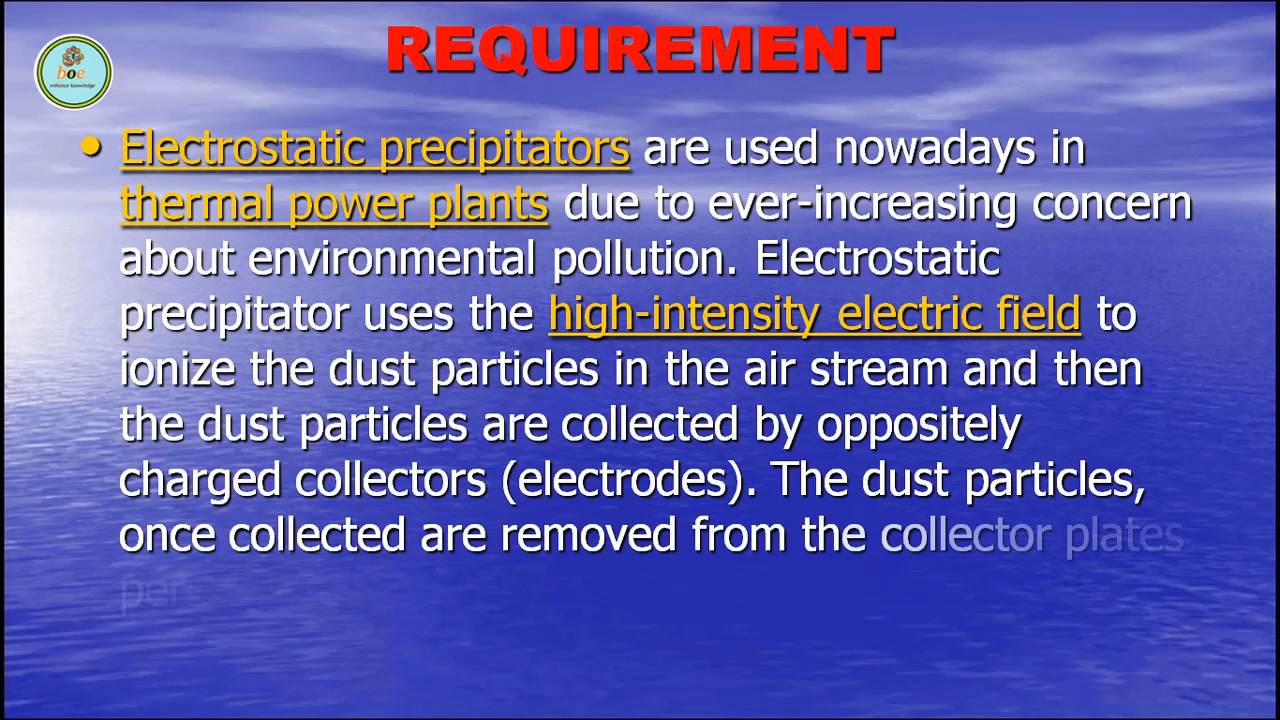 REQUIREMENT
boe
enhance knowledge
• Electrostatic precipitators are used nowadays in
thermal power plants due to ever-increasing concern
about environmental pollution. Electrostatic
precipitator uses the high-intensity electric field to
ionize the dust particles in the air stream and then
the dust particles are collected by oppositely
charged collectors (electrodes). The dust particles,
once collected are removed from the collector plates